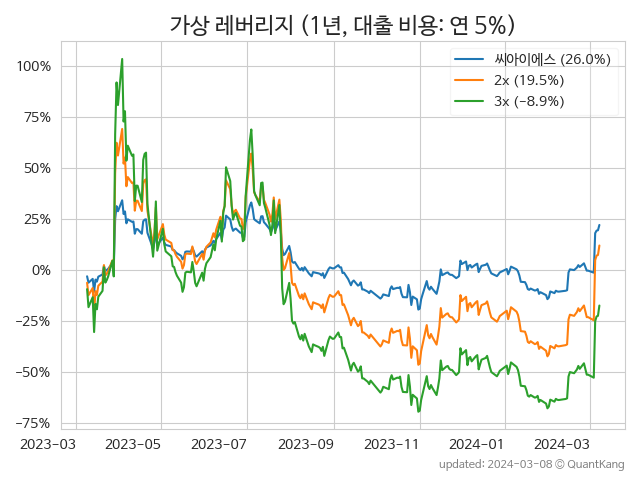 가상 레버리지 (1년, 대출 비용: 연 5%)
씨아이에스 (26.0%)
2x (19.5%)
3x (−8.9%)
100%
75%
50%
25%
0%
−25%
−50%
−75%
2023-03 2023-05 2023-07 2023-09 2023-11 2024-01 2024-03
updated: 2024-03-08 © QuantKang